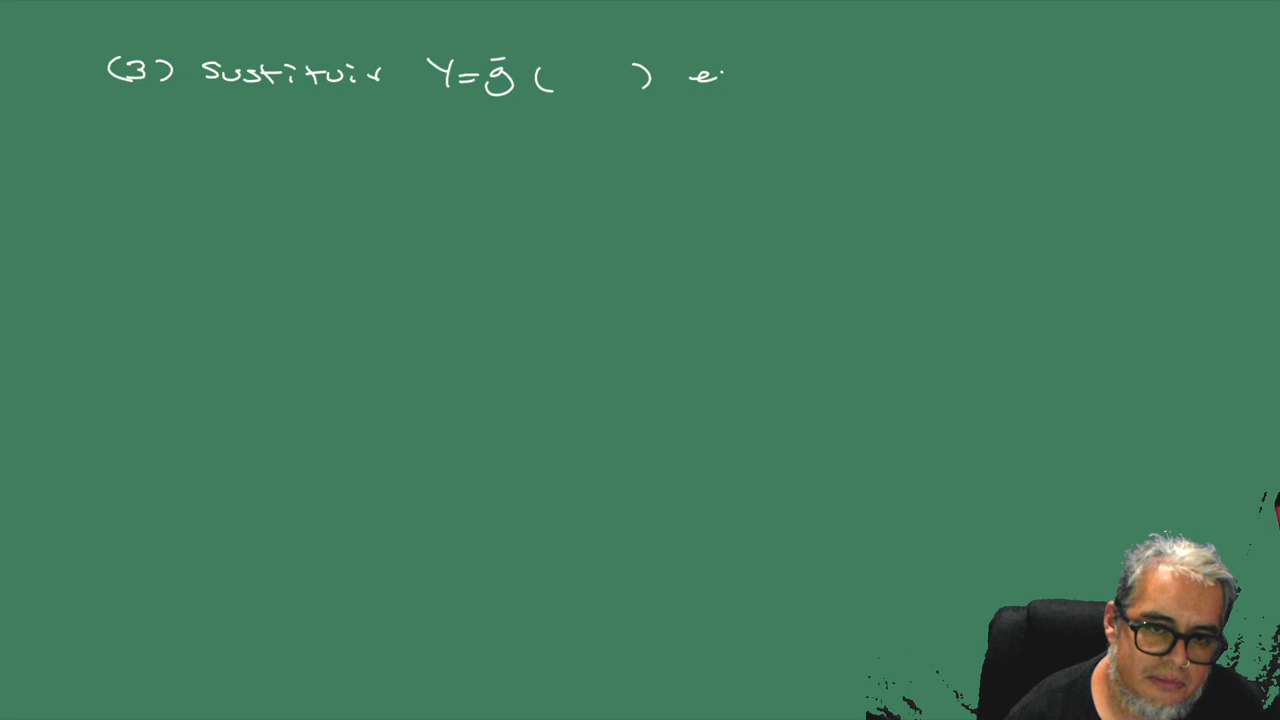 (3) Sustituir Y = ḡ (      ) e